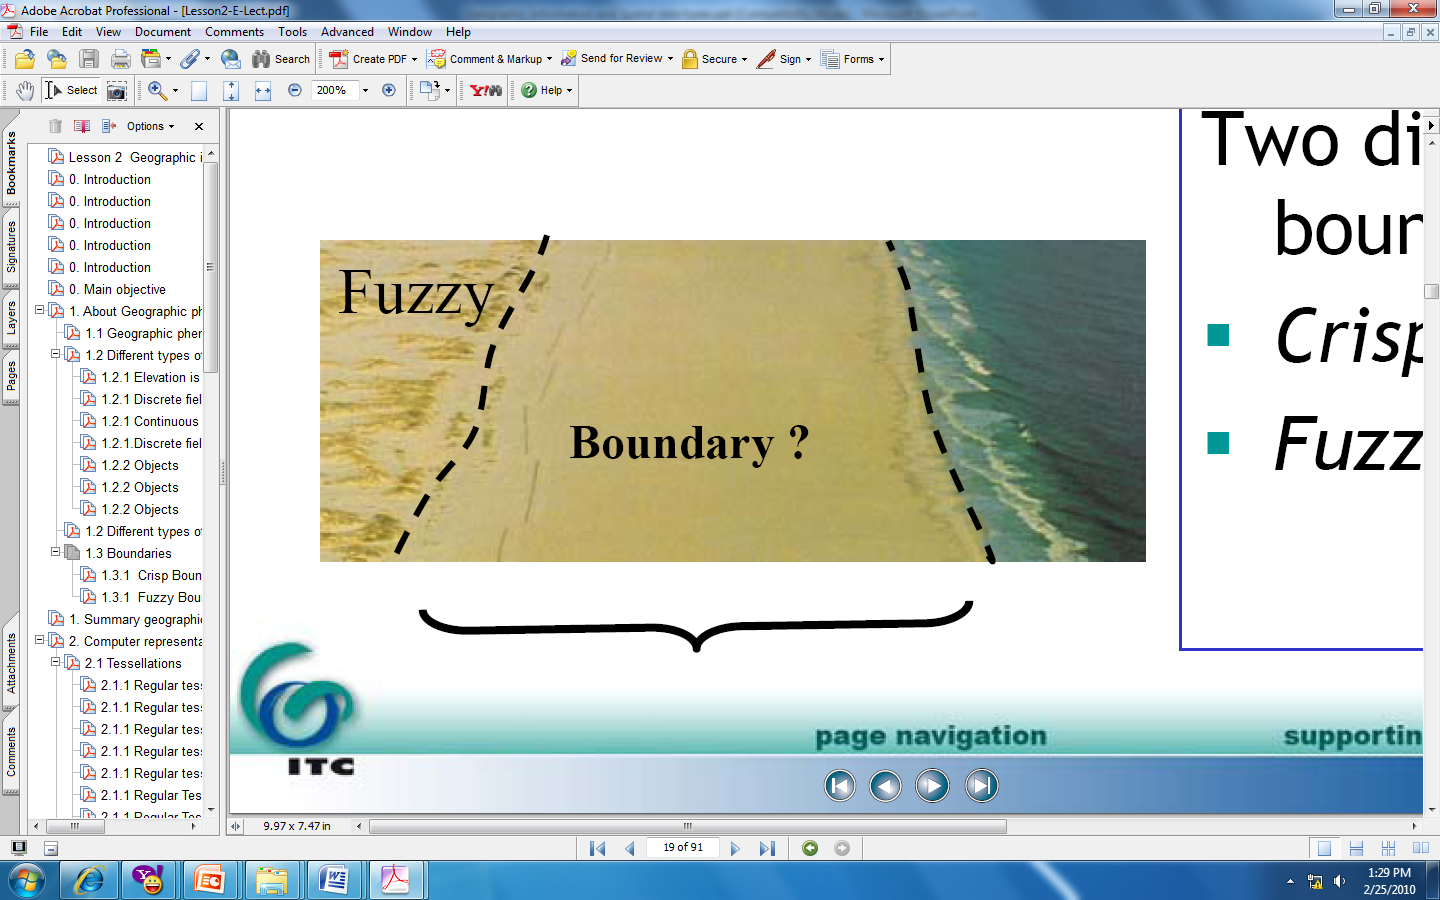 Adobe Acrobat Professional - [Lesson2-E-Lect.pdf]
File Edit View Document Comments Tools Advanced Window Help
Search Create PDF Comment & Markup Send for Review Secure Sign Forms
Select 200% Y! Help
Bookmarks
Signatures
Layers
Pages
Attachments
Comments
Options
Lesson 2 Geographic i
0. Introduction
0. Introduction
0. Introduction
0. Introduction
0. Introduction
0. Main objective
1. About Geographic ph
1.1 Geographic phen
1.2 Different types o
1.2.1 Elevation is
1.2.1 Discrete fiel
1.2.1 Continuous
1.2.1.Discrete fiel
1.2.2 Objects
1.2.2 Objects
1.2.2 Objects
1.2 Different types o
1.3 Boundaries
1.3.1 Crisp Boun
1.3.1 Fuzzy Bou
1. Summary geographi
2. Computer representa
2.1 Tessellations
2.1.1 Regular tes
2.1.1 Regular tes
2.1.1 Regular tes
2.1.1 Regular tes
2.1.1 Regular tes
2.1.1 Regular Tes
2.1.1 Regular Tes
Fuzzy
Boundary ?
Two di
boun
Crisp
Fuzz
ITC
page navigation
supportin
9.97 x 7.47 in
19 of 91
1:29 PM
2/25/2010